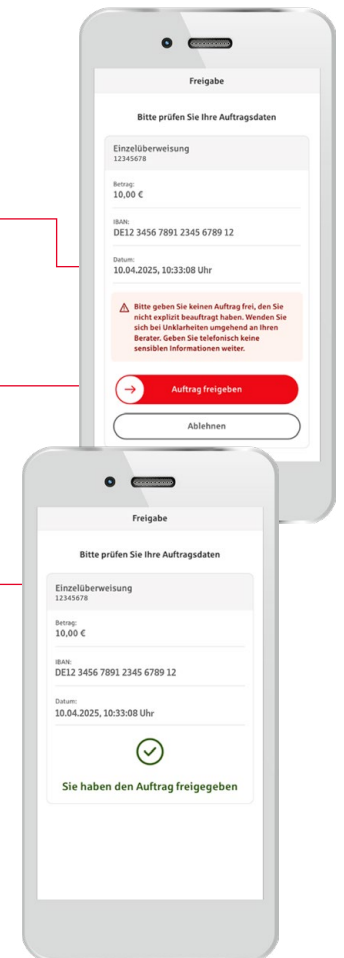 Freigabe
Bitte prüfen Sie Ihre Auftragsdaten
Einzelüberweisung
12345678
Betrag:
10,00 €
IBAN:
DE12 3456 7891 2345 6789 12
Datum:
10.04.2025, 10:33:08 Uhr
Bitte geben Sie keinen Auftrag frei, den Sie
nicht explizit beauftragt haben. Wenden Sie
sich bei Unklarheiten umgehend an Ihren
Berater. Geben Sie telefonisch keine
sensiblen Informationen weiter.
Auftrag freigeben
Ablehnen
Freigabe
Bitte prüfen Sie Ihre Auftragsdaten
Einzelüberweisung
12345678
Betrag:
10,00 €
IBAN:
DE12 3456 7891 2345 6789 12
Datum:
10.04.2025, 10:33:08 Uhr
Sie haben den Auftrag freigegeben